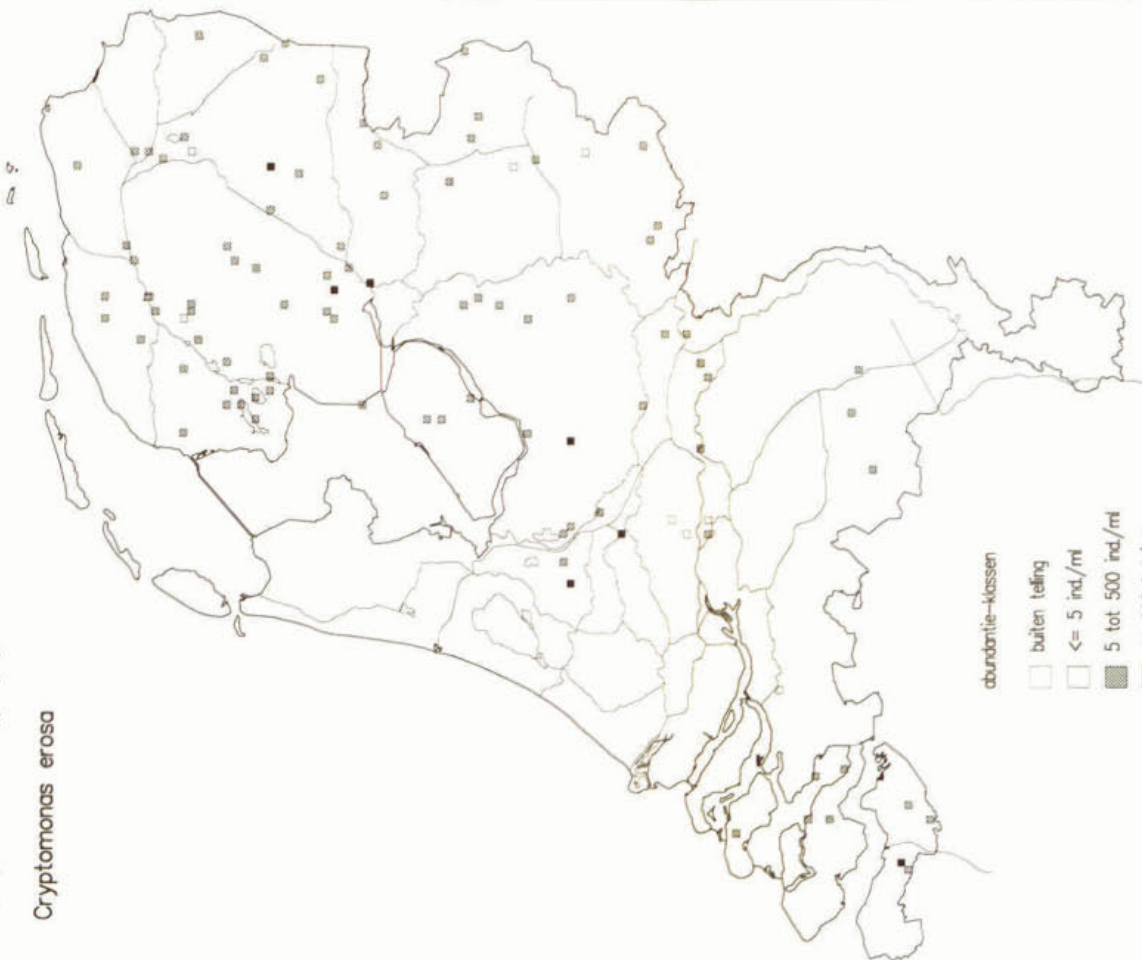 Cryptomonas erosa
abundantie-klassen
buiten telling
<= 5 ind./ml
5 tot 500 ind./ml